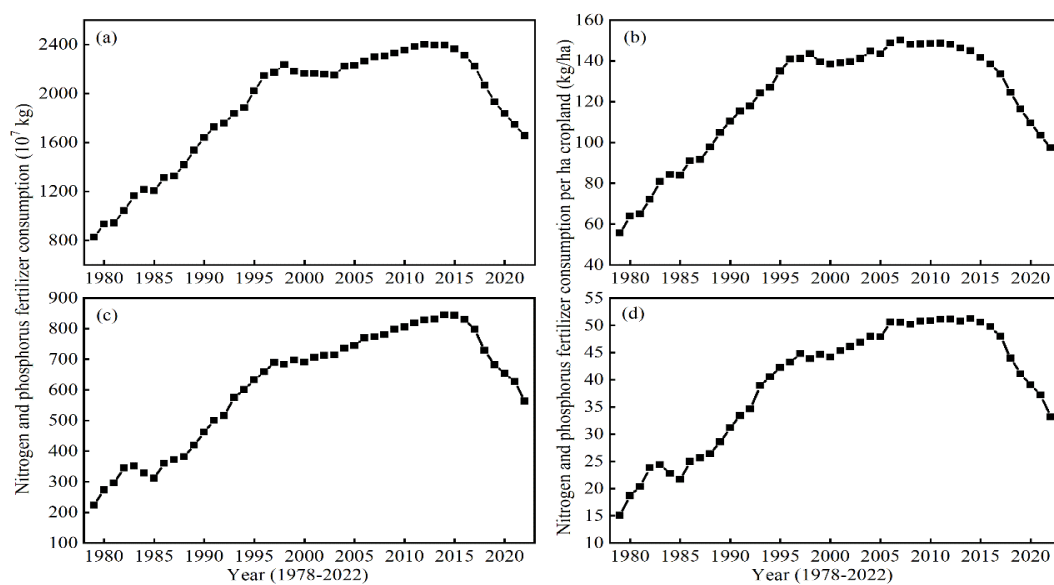 (a)
2400
2000
1600
1200
800
1980 1985 1990 1995 2000 2005 2010 2015 2020
(b)
160
140
120
100
80
60
40
1980 1985 1990 1995 2000 2005 2010 2015 2020
(c)
900
800
700
600
500
400
300
200
100
1980 1985 1990 1995 2000 2005 2010 2015 2020
Year (1978-2022)
(d)
55
50
45
40
35
30
25
20
15
10
1980 1985 1990 1995 2000 2005 2010 2015 2020
Year (1978-2022)
Nitrogen and phosphorus fertilizer consumption (10⁷ kg)
Nitrogen and phosphorus fertilizer consumption per ha cropland (kg/ha)